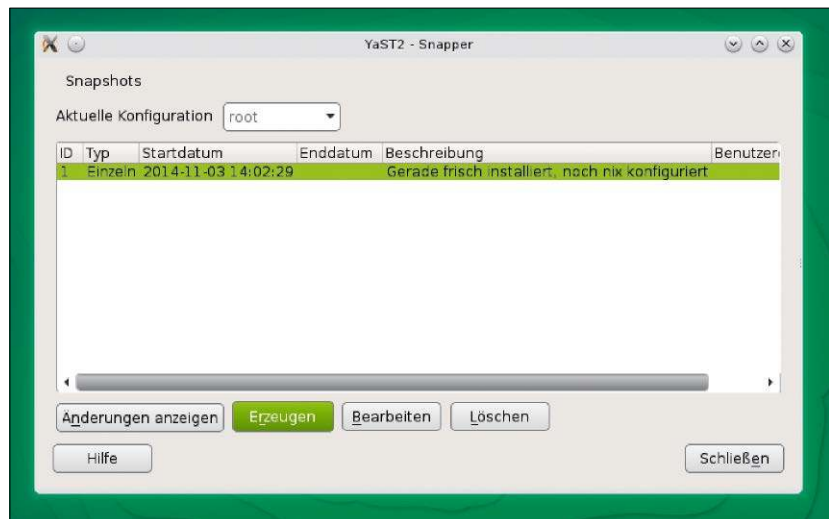 YaST2 - Snapper
Snapshots
Aktuelle Konfiguration root
ID Typ Startdatum Enddatum Beschreibung Benutzer
1 Einzeln 2014-11-03 14:02:29 Gerade frisch installiert, noch nix konfiguriert
Änderungen anzeigen Erzeugen Bearbeiten Löschen
Hilfe Schließen